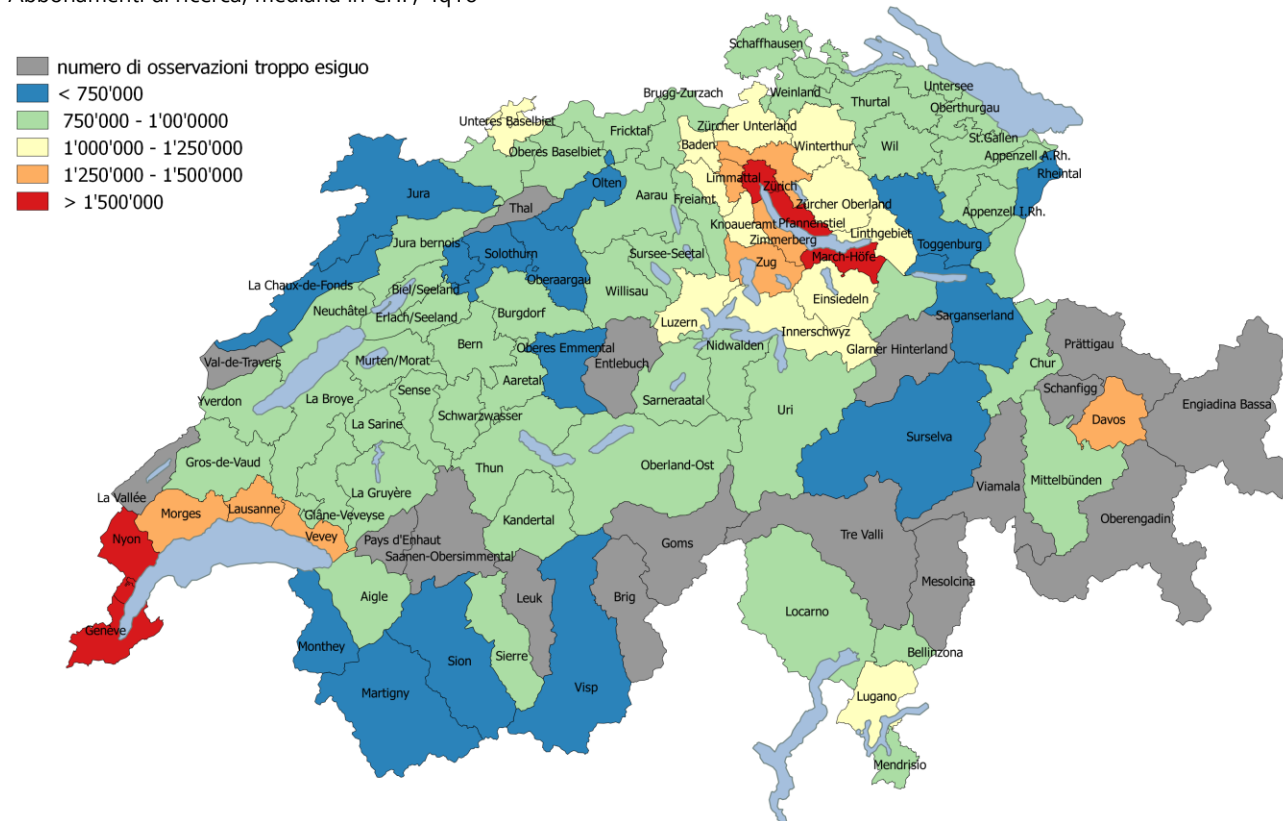 Abbonamenti di ricerca, mediana in CHF, 4q16
numero di osservazioni troppo esiguo
< 750'000
750'000 - 1'00'0000
1'000'000 - 1'250'000
1'250'000 - 1'500'000
> 1'500'000
Schaffhausen
Weinland
Untersee
Brugg-Zurzach
Thurtal
Oberthurgau
Unteres Baselbiet
Fricktal
Zürcher Unterland
St.Gallen
Oberes Baselbiet
Baden
Winterthur
Wil
Appenzell A.Rh.
Rheintal
Jura
Olten
Aarau
Limmattal
Zürich
Thal
Freiamt
Zürcher Oberland
Appenzell I.Rh.
Jura bernois
Knoaueramt
Pfannenstiel
Linthgebiet
Zimmerberg
Toggenburg
Solothurn
Sursee-Seetal
Zug
March-Höfe
Oberaargau
La Chaux-de-Fonds
Biel/Seeland
Willisau
Einsiedeln
Neuchâtel
Erlach/Seeland
Burgdorf
Luzern
Innerschwyz
Sarganserland
Bern
Oberes Emmental
Nidwalden
Glarner Hinterland
Prättigau
Val-de-Travers
Murten/Morat
Entlebuch
Chur
Aaretal
Schanfigg
Engiadina Bassa
Yverdon
La Broye
Sense
Sarneraatal
Uri
Davos
Schwarzwasser
La Sarine
Surselva
Gros-de-Vaud
Thun
Oberland-Ost
Mittelbünden
Viamala
La Vallée
La Gruyère
Morges
Lausanne
Glâne-Veveyse
Kandertal
Oberengadin
Nyon
Vevey
Pays d'Enhaut
Goms
Tre Valli
Saanen-Obersimmental
Mesolcina
Aigle
Leuk
Brig
Locarno
Genève
Monthey
Sion
Sierre
Bellinzona
Martigny
Visp
Lugano
Mendrisio